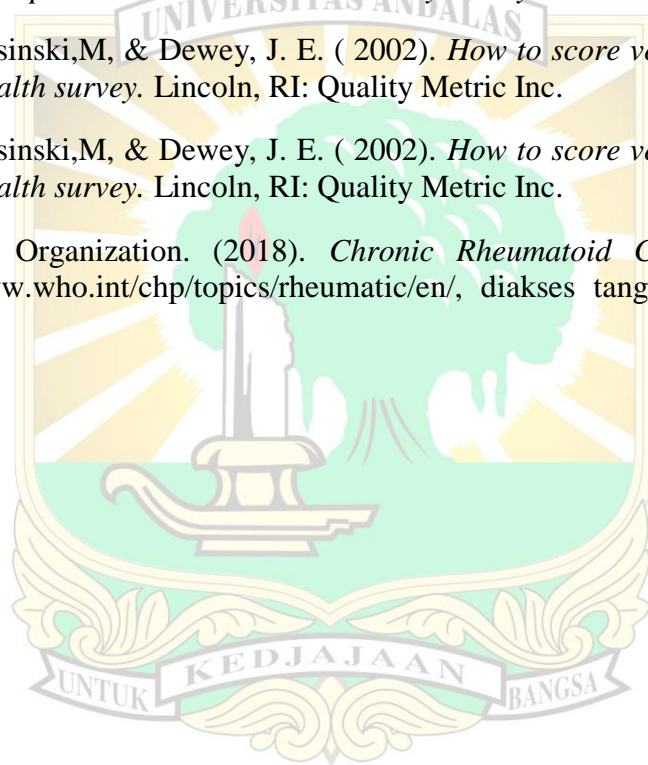 UNIVERSITAS ANDALAS
sinski,M, & Dewey, J. E. ( 2002). How to score ve
alth survey. Lincoln, RI: Quality Metric Inc.
sinski,M, & Dewey, J. E. ( 2002). How to score ve
alth survey. Lincoln, RI: Quality Metric Inc.
Organization. (2018). Chronic Rheumatoid C
w.who.int/chp/topics/rheumatic/en/, diakses tang
UNTUK KEDJAJAAN BANGSA